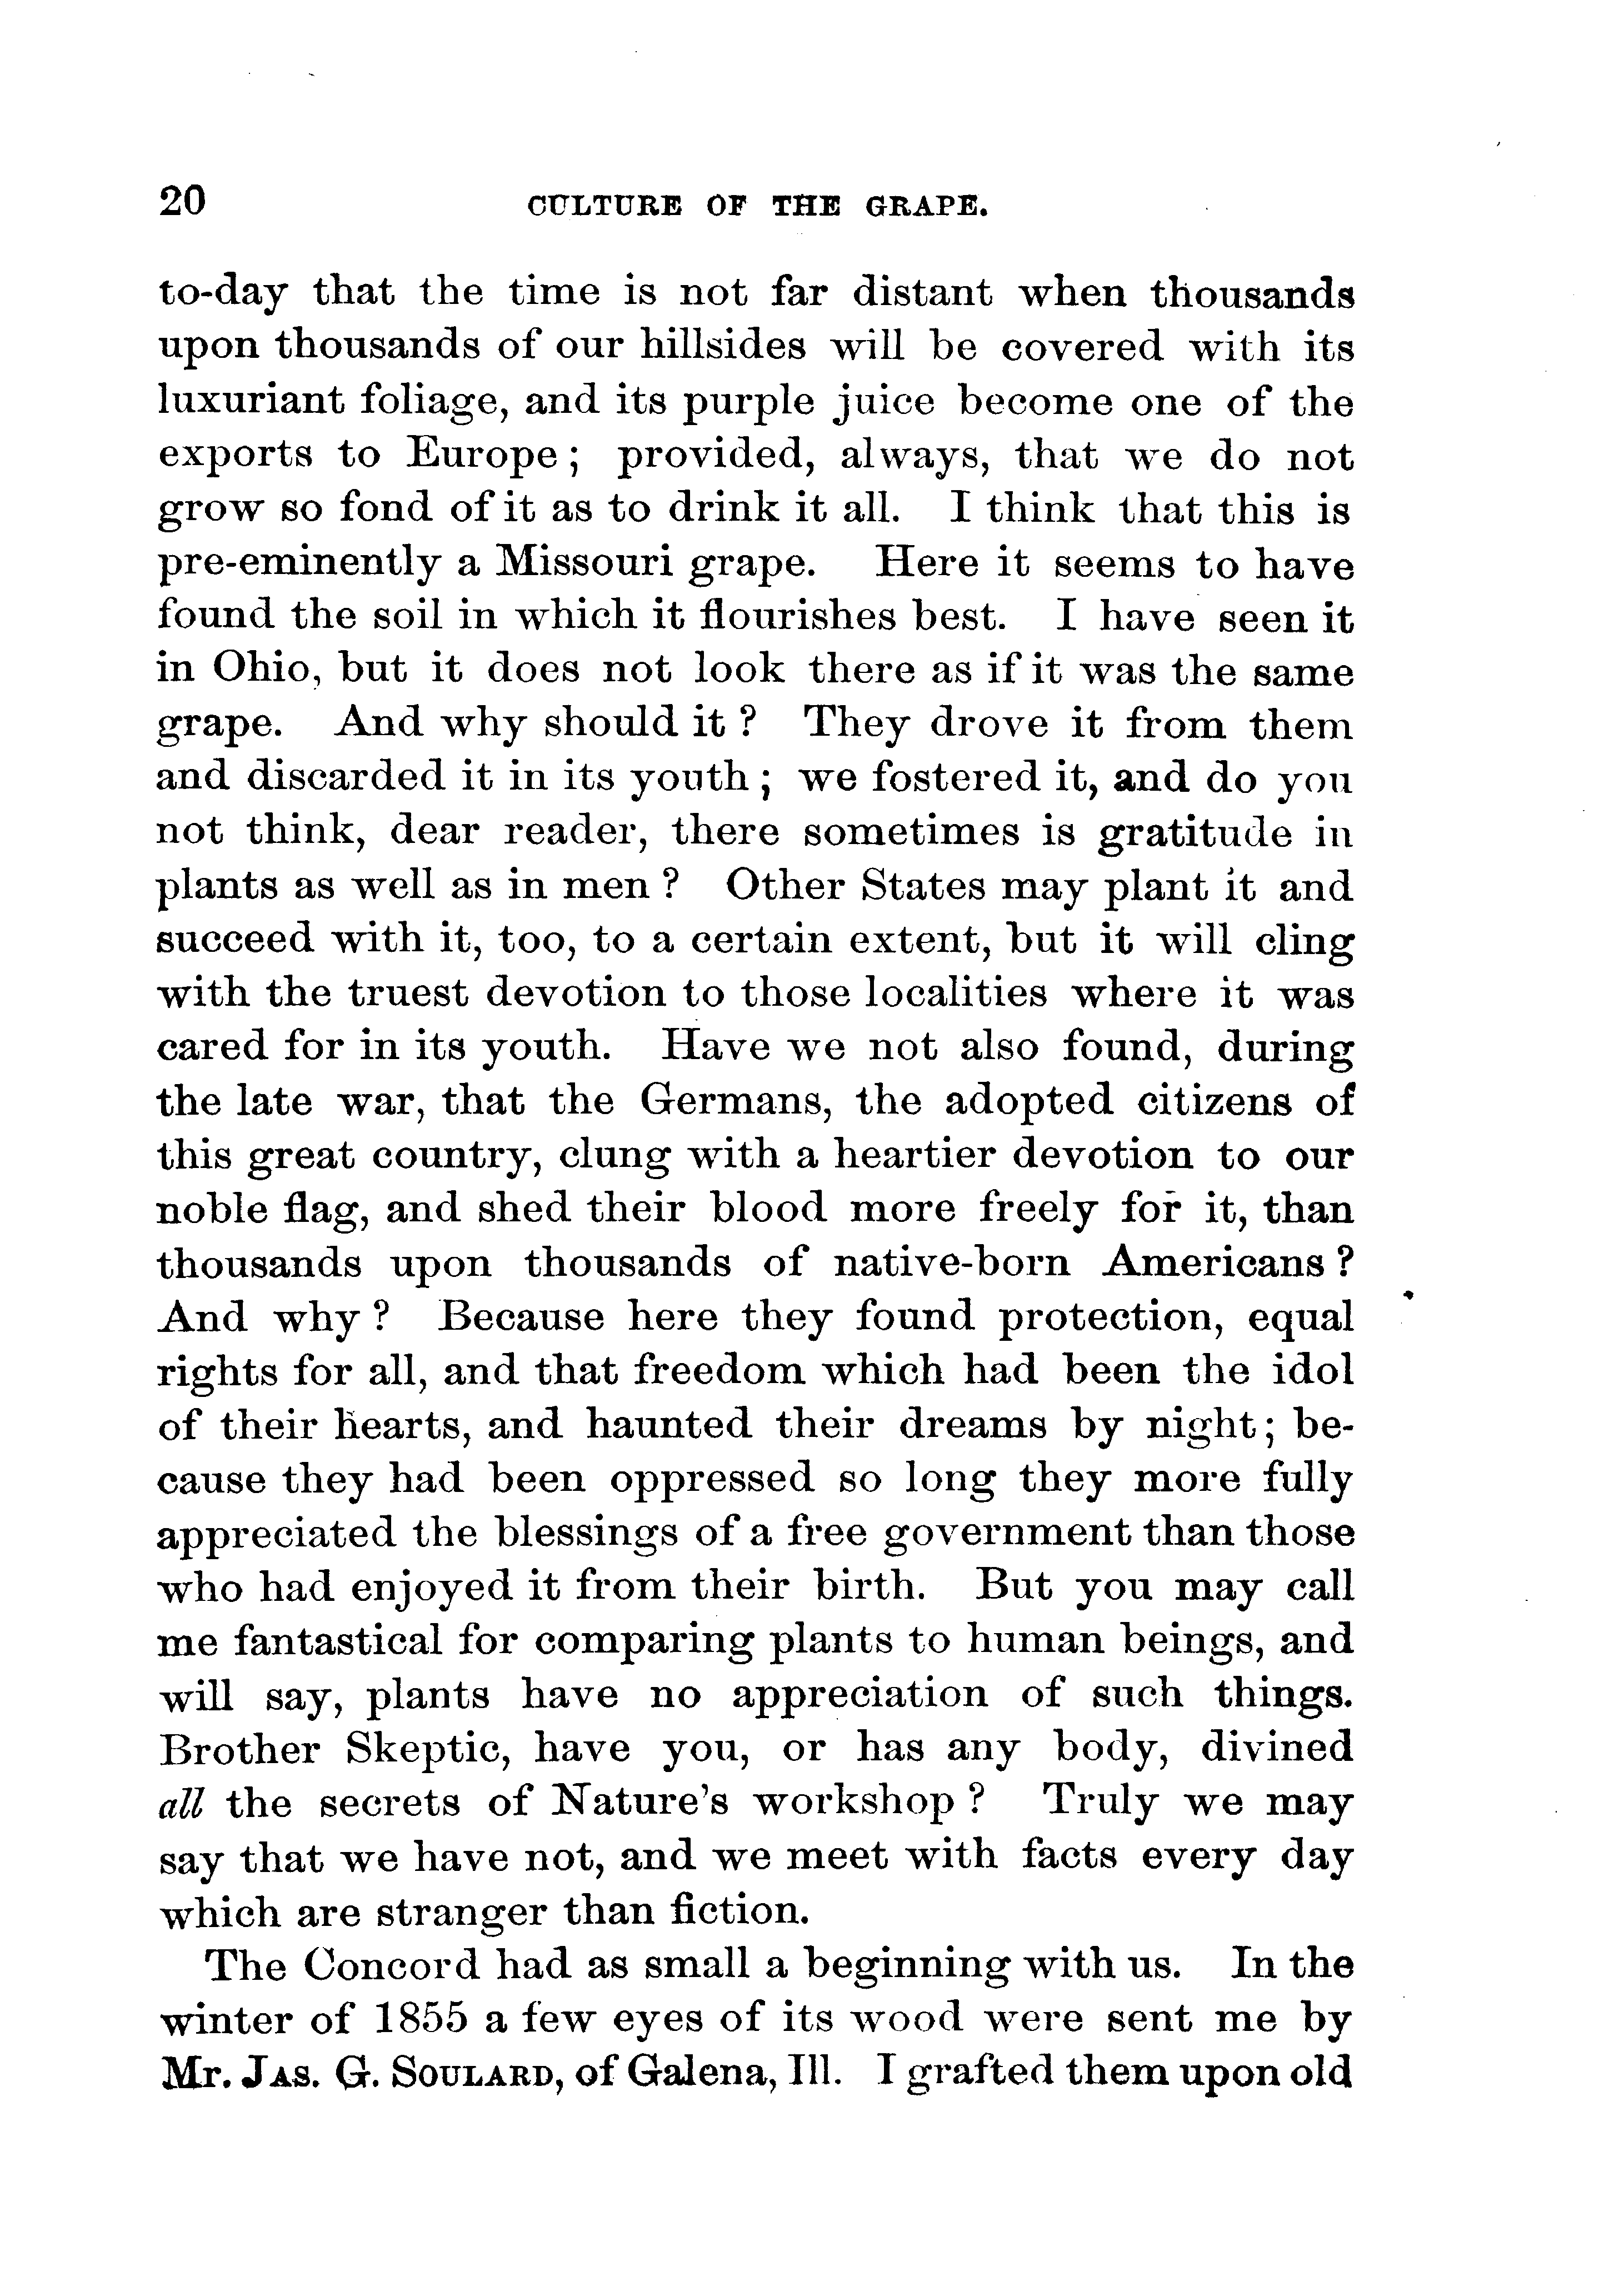 20 CULTURE OF THE GRAPE.
to-day that the time is not far distant when thousands
upon thousands of our hillsides will be covered with its
luxuriant foliage, and its purple juice become one of the
exports to Europe; provided, always, that we do not
grow so fond of it as to drink it all. I think that this is
pre-eminently a Missouri grape. Here it seems to have
found the soil in which it flourishes best. I have seen it
in Ohio, but it does not look there as if it was the same
grape. And why should it? They drove it from them
and discarded it in its youth; we fostered it, and do you
not think, dear reader, there sometimes is gratitude in
plants as well as in men? Other States may plant it and
succeed with it, too, to a certain extent, but it will cling
with the truest devotion to those localities where it was
cared for in its youth. Have we not also found, during
the late war, that the Germans, the adopted citizens of
this great country, clung with a heartier devotion to our
noble flag, and shed their blood more freely for it, than
thousands upon thousands of native-born Americans?
And why? Because here they found protection, equal
rights for all, and that freedom which had been the idol
of their hearts, and haunted their dreams by night; be-
cause they had been oppressed so long they more fully
appreciated the blessings of a free government than those
who had enjoyed it from their birth. But you may call
me fantastical for comparing plants to human beings, and
will say, plants have no appreciation of such things.
Brother Skeptic, have you, or has any body, divined
all the secrets of Nature's workshop? Truly we may
say that we have not, and we meet with facts every day
which are stranger than fiction.
The Concord had as small a beginning with us. In the
winter of 1855 a few eyes of its wood were sent me by
Mr. JAS. G. SOULARD, of Galena, Ill. I grafted them upon old